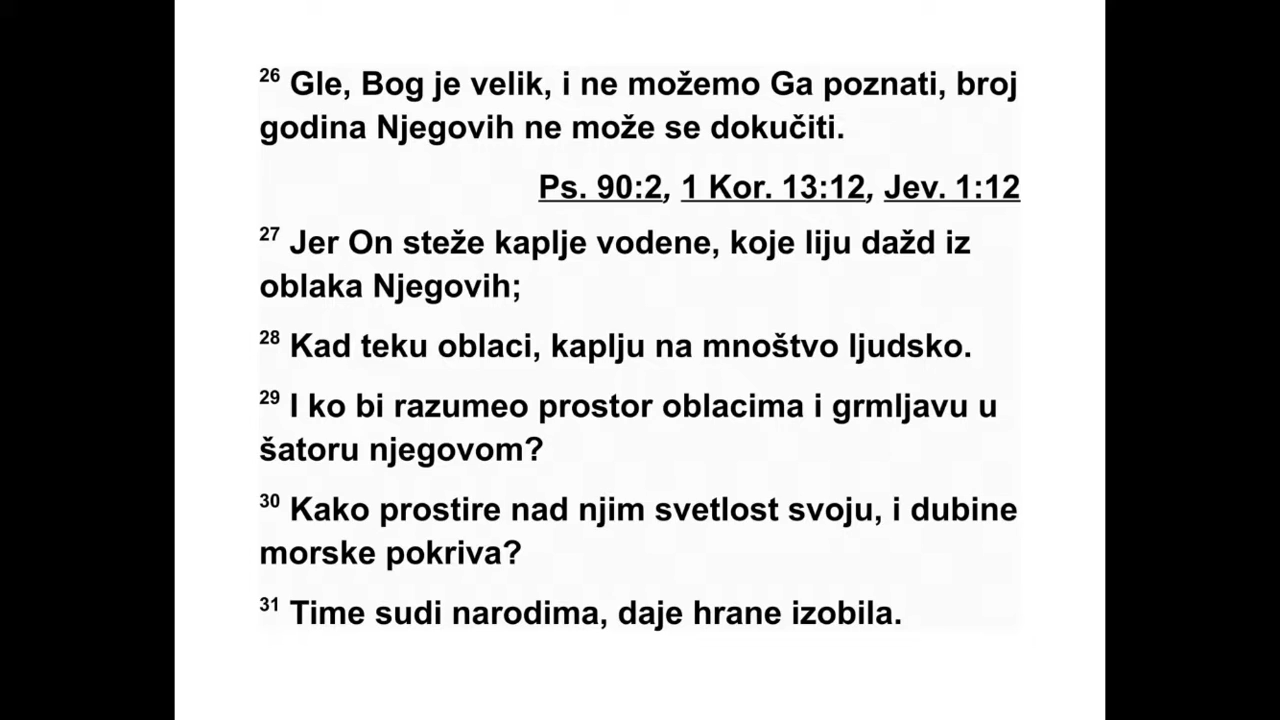 26 Gle, Bog je velik, i ne možemo Ga poznati, broj
godina Njegovih ne može se dokučiti.
Ps. 90:2, 1 Kor. 13:12, Jev. 1:12
27 Jer On steže kaplje vodene, koje liju dažd iz
oblaka Njegovih;
28 Kad teku oblaci, kaplju na mnoštvo ljudsko.
29 I ko bi razumeo prostor oblacima i grmljavu u
šatoru njegovom?
30 Kako prostire nad njim svetlost svoju, i dubine
morske pokriva?
31 Time sudi narodima, daje hrane izobila.